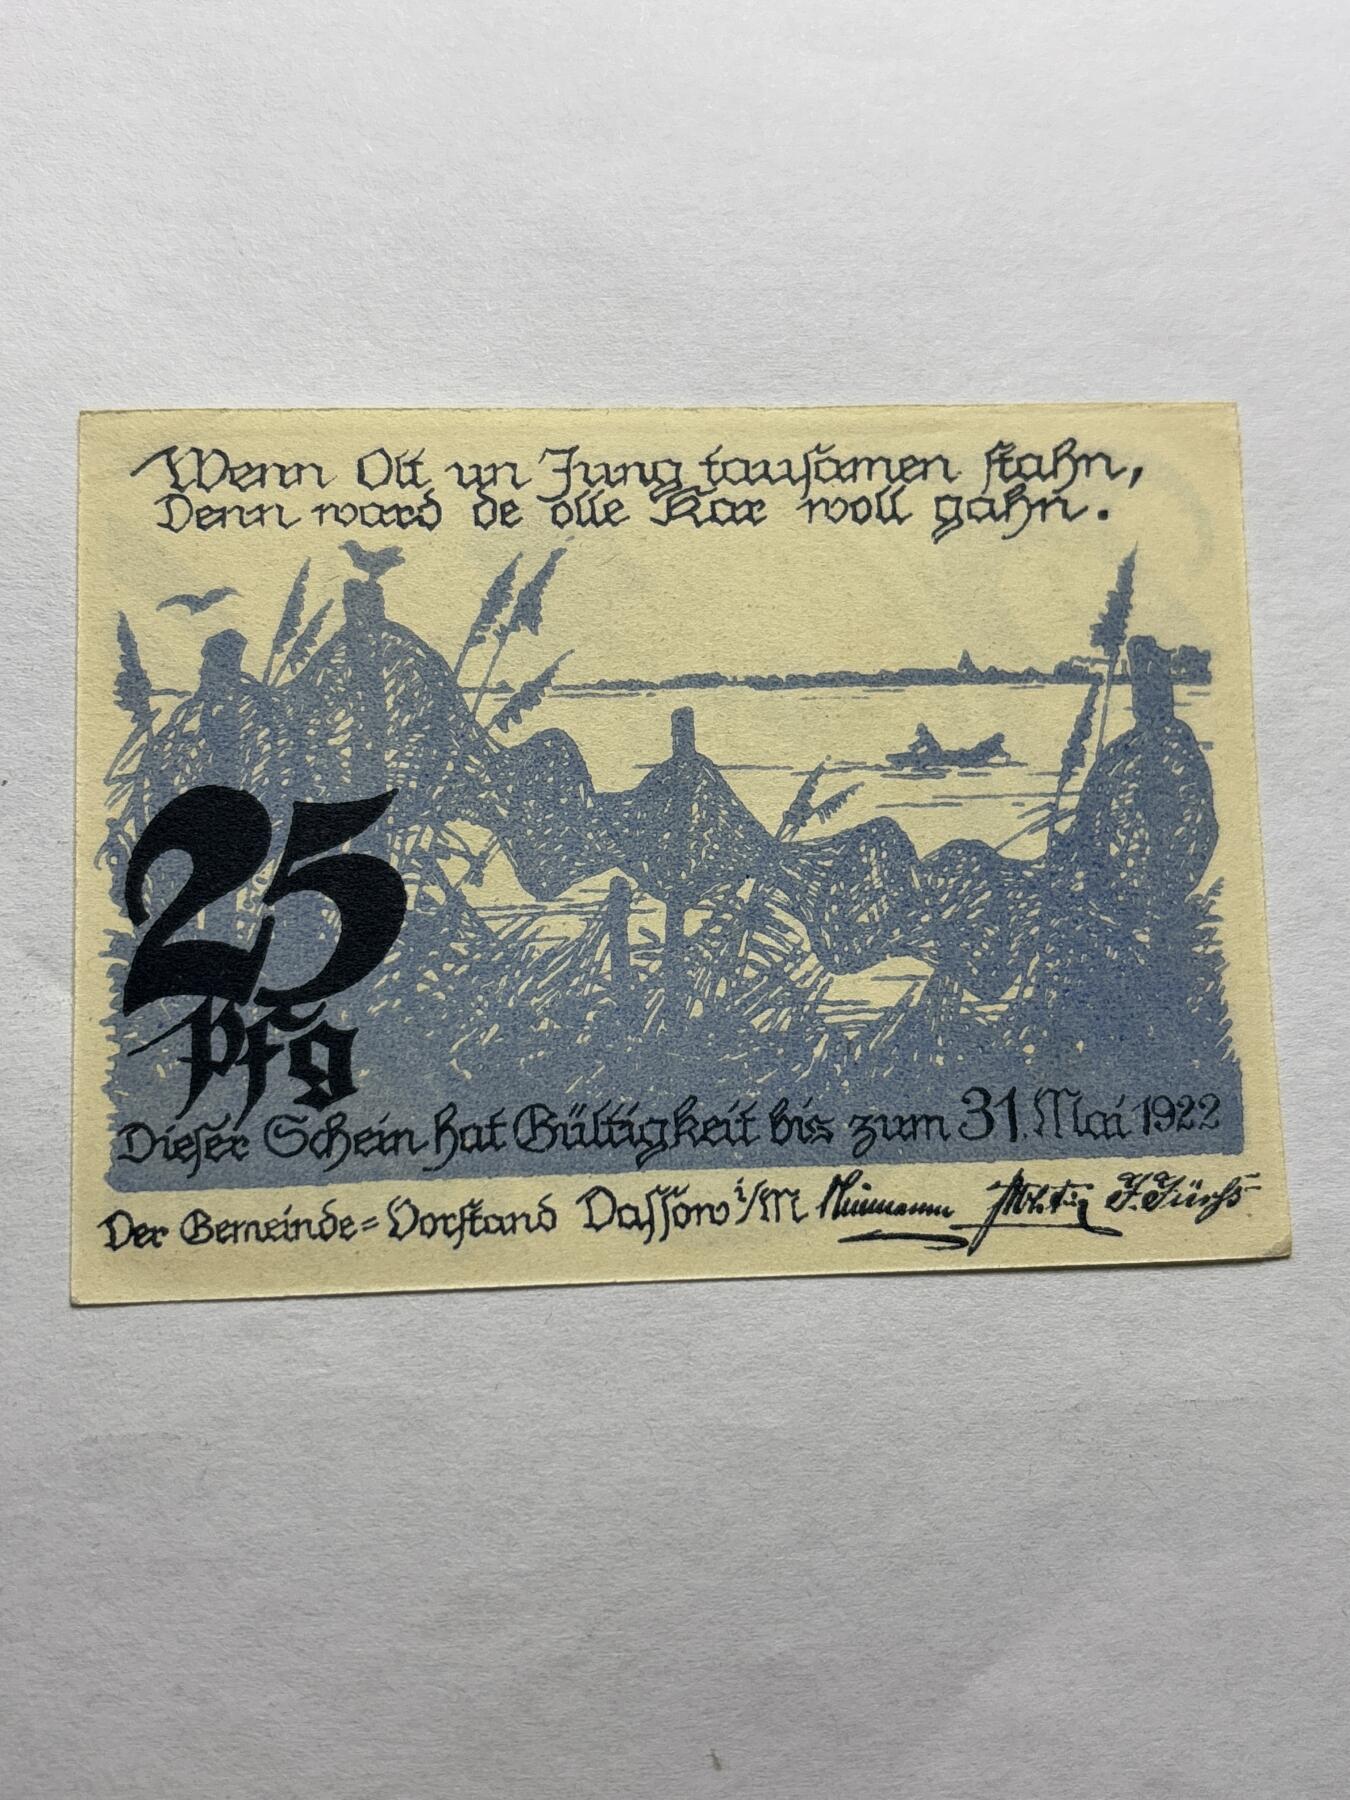 Wenn Olt un Jung tausamen stahn,
Denn ward de olle Kar woll gahn.
25
Pfg
Dieser Schein hat Gültigkeit bis zum 31. Mai 1922
Der Gemeinde=Vorstand Dassow i/M